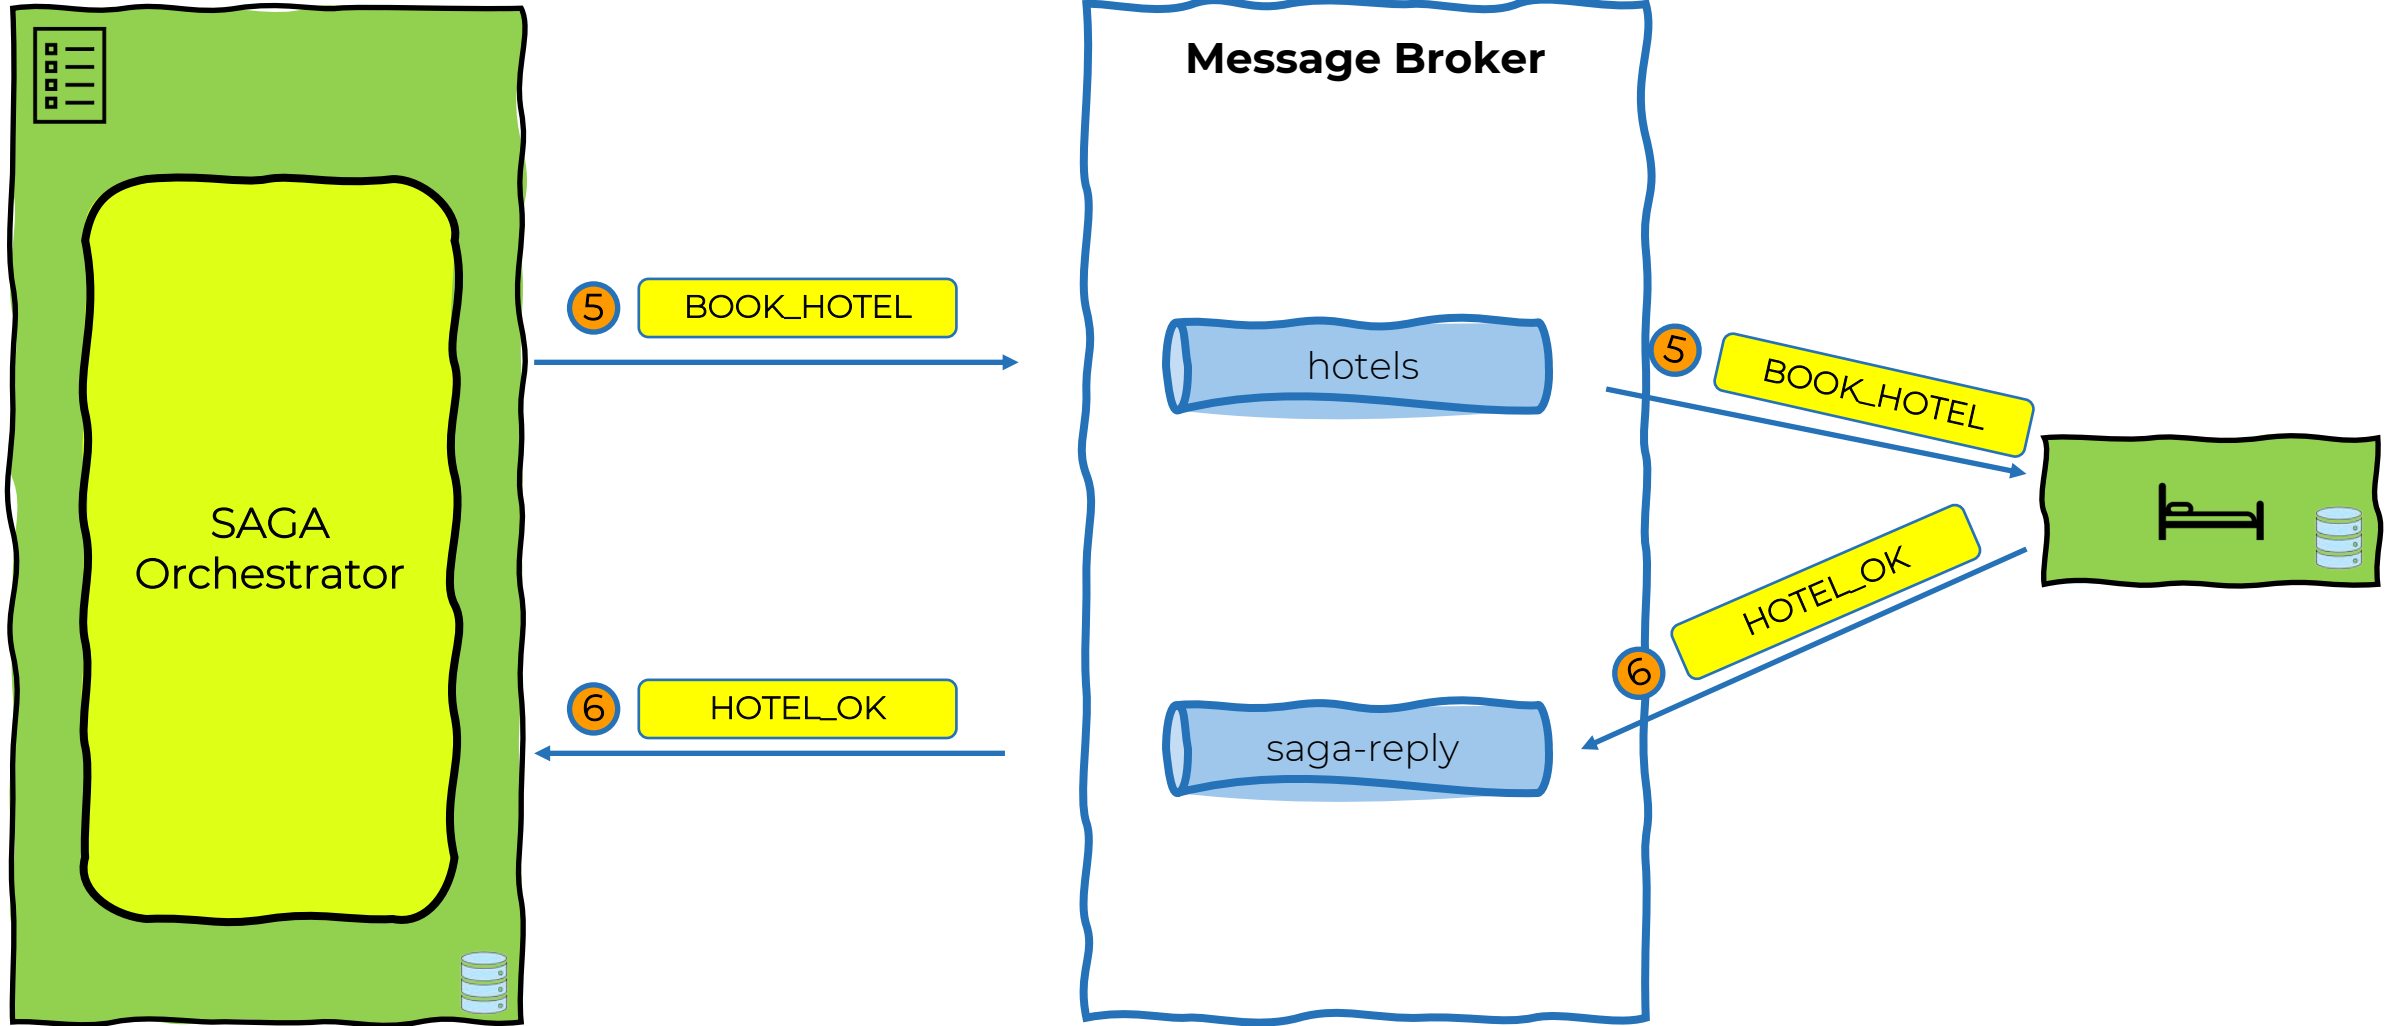 Message Broker
5
BOOK_HOTEL
hotels
5
BOOK_HOTEL
SAGA
Orchestrator
6
HOTEL_OK
saga-reply
6
HOTEL_OK